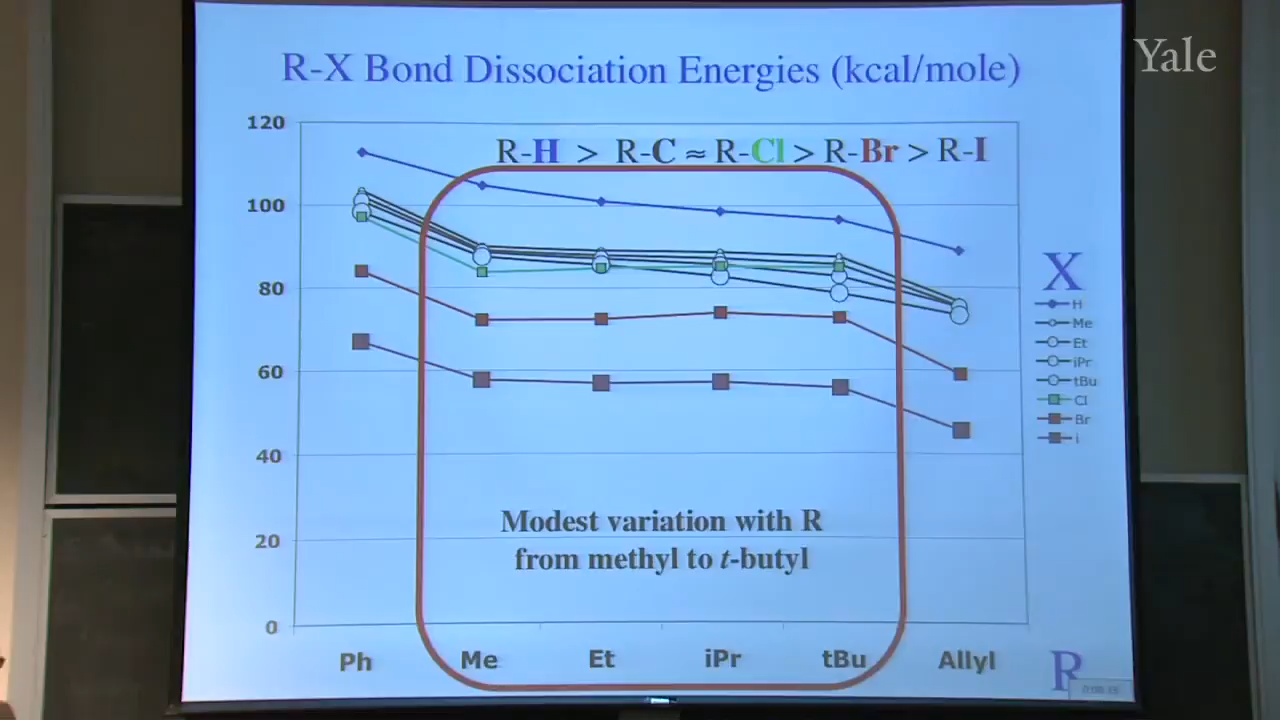 Yale
R-X Bond Dissociation Energies (kcal/mole)
R-H > R-C ≈ R-Cl > R-Br > R-I
120
100
80
60
40
20
0
Modest variation with R
from methyl to t-butyl
X
H
Me
Et
iPr
tBu
Cl
Br
i
Ph Me Et iPr tBu Allyl
R